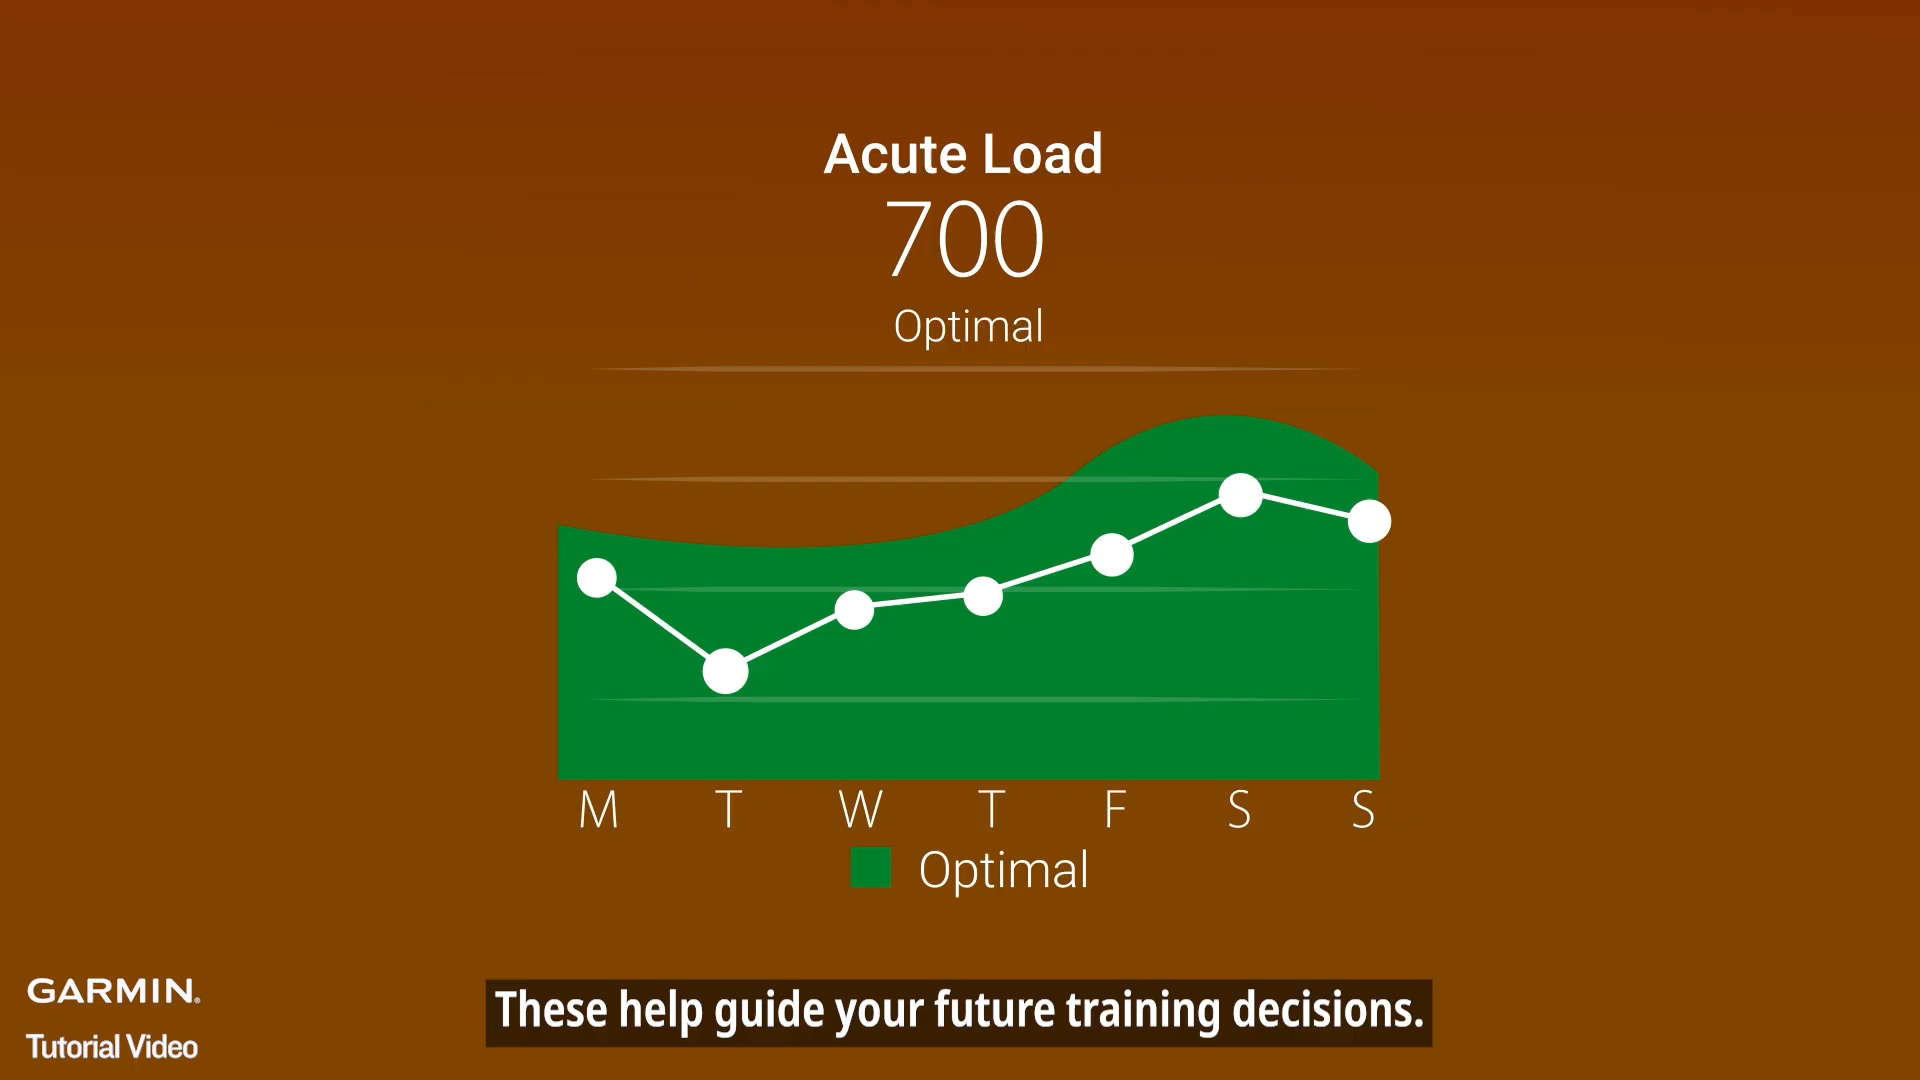 Acute Load
700
Optimal
M T W T F S S
Optimal
GARMIN®
Tutorial Video
These help guide your future training decisions.